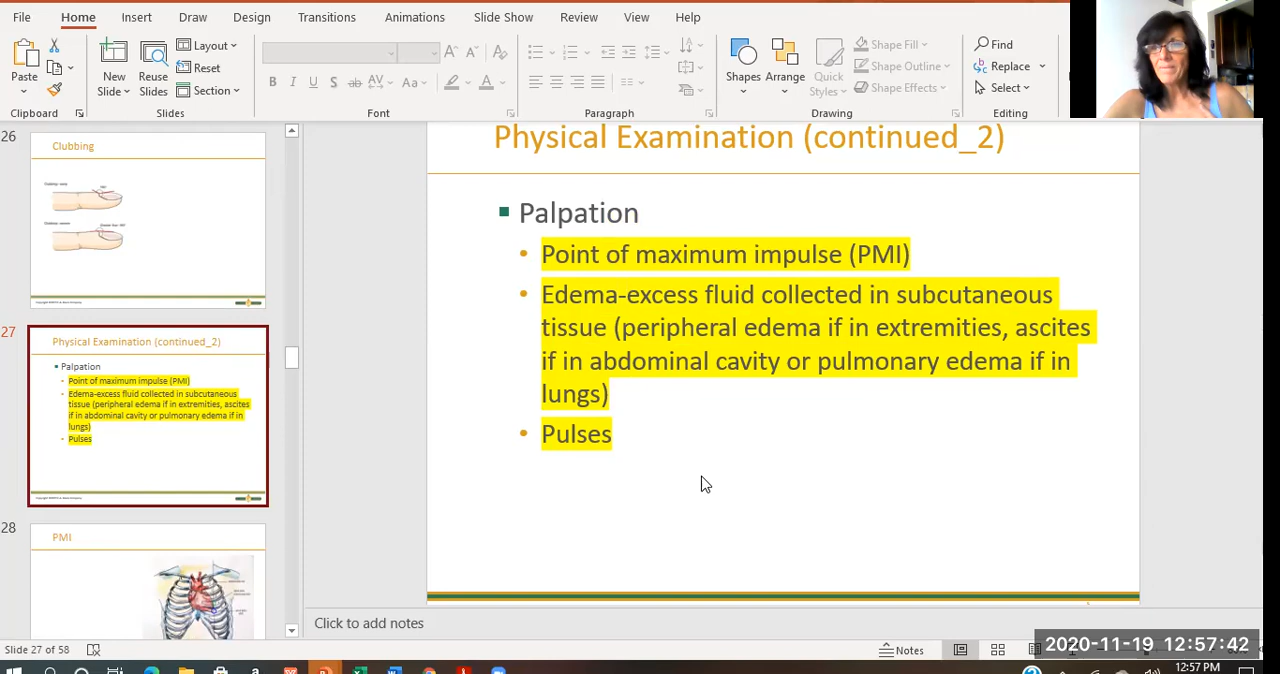 File Home Insert Draw Design Transitions Animations Slide Show Review View Help
Paste
New
Slide
Reuse
Slides
Layout
Reset
Section
B I U S ab AV Aa A
Shapes Arrange Quick
Styles
Shape Fill
Shape Outline
Shape Effects
Find
Replace
Select
Clipboard Slides Font Paragraph Drawing Editing
26
Clubbing
27
Physical Examination (continued_2)
Palpation
Point of maximum impulse (PMI)
Edema-excess fluid collected in subcutaneous
tissue (peripheral edema if in extremities, ascites
if in abdominal cavity or pulmonary edema if in
lungs)
Pulses
28
PMI
Physical Examination (continued_2)
Palpation
Point of maximum impulse (PMI)
Edema-excess fluid collected in subcutaneous
tissue (peripheral edema if in extremities, ascites
if in abdominal cavity or pulmonary edema if in
lungs)
Pulses
Click to add notes
Slide 27 of 58
Notes
2020-11-19 12:57:42
12:57 PM